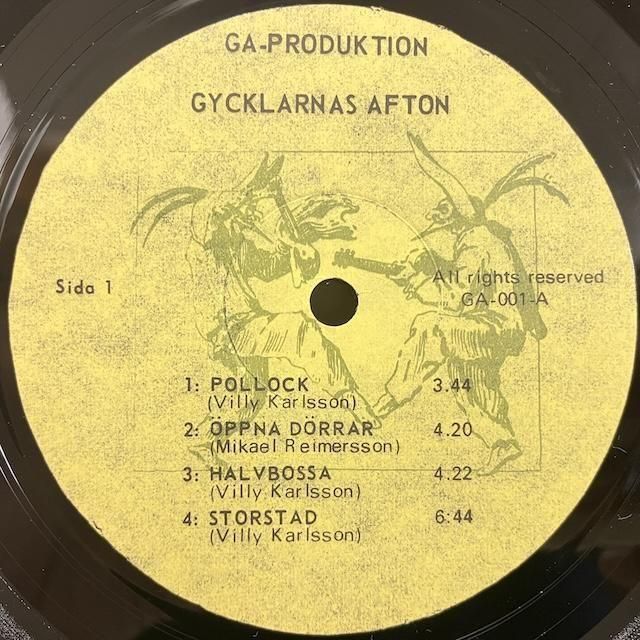 GA-PRODUKTION
GYCKLARNAS AFTON
Sida 1
All rights reserved
GA-001-A
1: POLLOCK 3.44
(Villy Karlsson)
2: ÖPPNA DÖRRAR 4.20
(Mikael Reimersson)
3: HALVBOSSA 4.22
(Villy Karlsson)
4: STORSTAD 6:44
(Villy Karlsson)